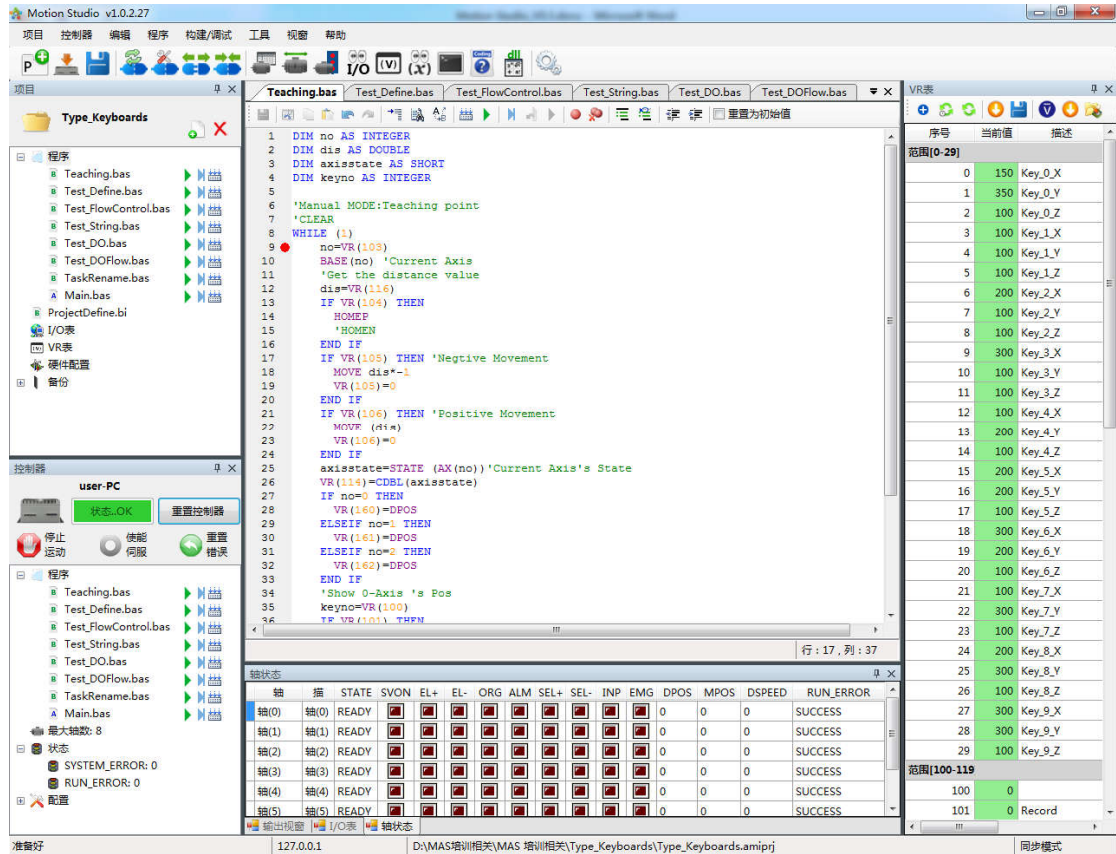 Motion Studio v1.0.2.27
项目 控制器 编辑 程序 构建/调试 工具 视窗 帮助
项目
Type_Keyboards
程序
Teaching.bas
Test_Define.bas
Test_FlowControl.bas
Test_String.bas
Test_DO.bas
Test_DOFlow.bas
TaskRename.bas
Main.bas
ProjectDefine.bi
I/O表
VR表
硬件配置
备份
控制器
user-PC
状态..OK 重置控制器
停止运动 使能伺服 重置错误
程序
Teaching.bas
Test_Define.bas
Test_FlowControl.bas
Test_String.bas
Test_DO.bas
Test_DOFlow.bas
TaskRename.bas
Main.bas
最大轴数: 8
状态
SYSTEM_ERROR: 0
RUN_ERROR: 0
配置
Teaching.bas Test_Define.bas Test_FlowControl.bas Test_String.bas Test_DO.bas Test_DOFlow.bas
重置为初始值
1 DIM no AS INTEGER
2 DIM dis AS DOUBLE
3 DIM axisstate AS SHORT
4 DIM keyno AS INTEGER
5
6 'Manual MODE:Teaching point
7 'CLEAR
8 WHILE (1)
9 no=VR(103)
10 BASE(no) 'Current Axis
11 'Get the distance value
12 dis=VR(116)
13 IF VR(104) THEN
14 HOMEP
15 'HOMEN
16 END IF
17 IF VR(105) THEN 'Negtive Movement
18 MOVE dis*-1
19 VR(105)=0
20 END IF
21 IF VR(106) THEN 'Positive Movement
22 MOVE (dis)
23 VR(106)=0
24 END IF
25 axisstate=STATE (AX(no))'Current Axis's State
26 VR(114)=CDBL(axisstate)
27 IF no=0 THEN
28 VR(160)=DPOS
29 ELSEIF no=1 THEN
30 VR(161)=DPOS
31 ELSEIF no=2 THEN
32 VR(162)=DPOS
33 END IF
34 'Show 0-Axis 's Pos
35 keyno=VR(100)
36 IF VR(101) THEN
行 : 17 , 列 : 37
轴状态
轴 描 STATE SVON EL+ EL- ORG ALM SEL+ SEL- INP EMG DPOS MPOS DSPEED RUN_ERROR
轴(0) 轴(0) READY 0 0 0 SUCCESS
轴(1) 轴(1) READY 0 0 0 SUCCESS
轴(2) 轴(2) READY 0 0 0 SUCCESS
轴(3) 轴(3) READY 0 0 0 SUCCESS
轴(4) 轴(4) READY 0 0 0 SUCCESS
轴(5) 轴(5) READY 0 0 0 SUCCESS
输出视窗 I/O表 轴状态
VR表
序号 当前值 描述
范围[0-29]
0 150 Key_0_X
1 350 Key_0_Y
2 100 Key_0_Z
3 100 Key_1_X
4 100 Key_1_Y
5 100 Key_1_Z
6 200 Key_2_X
7 100 Key_2_Y
8 100 Key_2_Z
9 300 Key_3_X
10 100 Key_3_Y
11 100 Key_3_Z
12 100 Key_4_X
13 200 Key_4_Y
14 100 Key_4_Z
15 200 Key_5_X
16 200 Key_5_Y
17 100 Key_5_Z
18 300 Key_6_X
19 200 Key_6_Y
20 100 Key_6_Z
21 100 Key_7_X
22 300 Key_7_Y
23 100 Key_7_Z
24 200 Key_8_X
25 300 Key_8_Y
26 100 Key_8_Z
27 300 Key_9_X
28 300 Key_9_Y
29 100 Key_9_Z
范围[100-119
100 0
101 0 Record
准备好 127.0.0.1 D:\MAS培训相关\MAS 培训相关\Type_Keyboards\Type_Keyboards.amiprj 同步模式